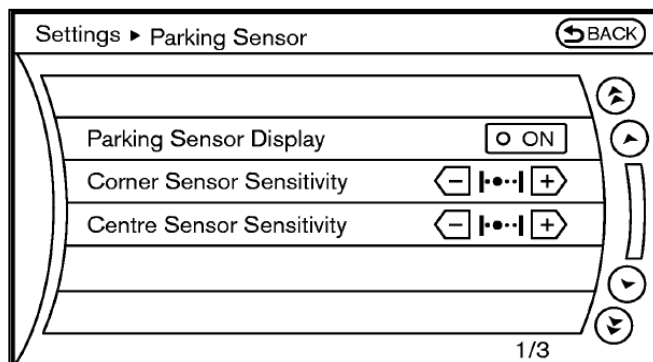 Settings ▸ Parking Sensor BACK
Parking Sensor Display ON
Corner Sensor Sensitivity − +
Centre Sensor Sensitivity − +
1/3